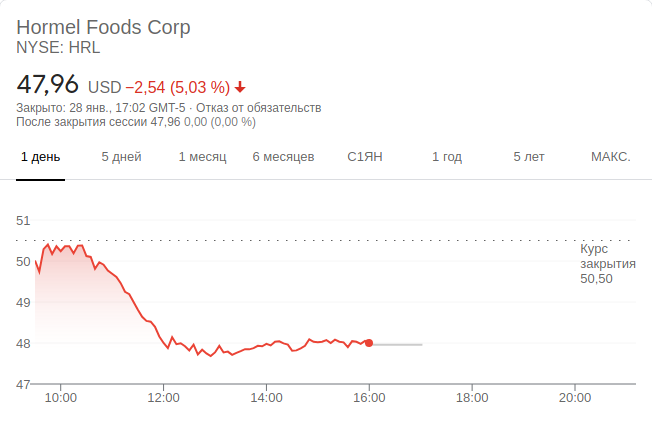 Hormel Foods Corp
NYSE: HRL
47,96 USD −2,54 (5,03 %)
Закрыто: 28 янв., 17:02 GMT-5 · Отказ от обязательств
После закрытия сессии 47,96 0,00 (0,00 %)
1 день 5 дней 1 месяц 6 месяцев С1ЯН 1 год 5 лет МАКС.
51
Курс
закрытия
50,50
50
49
48
47
10:00 12:00 14:00 16:00 18:00 20:00